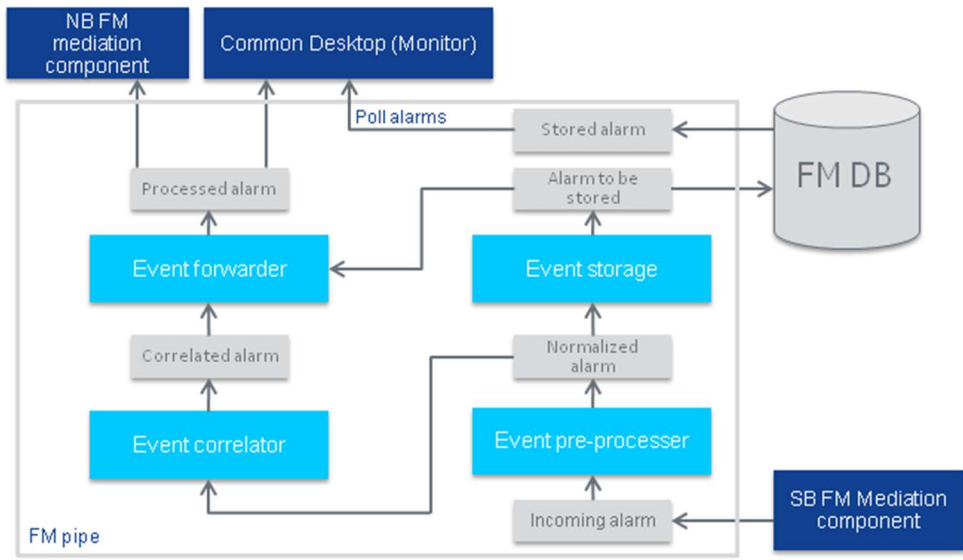 NB FM
mediation
component
Common Desktop (Monitor)
Poll alarms
Stored alarm
FM DB
Processed alarm
Alarm to be
stored
Event forwarder
Event storage
Correlated alarm
Normalized
alarm
Event correlator
Event pre-processer
SB FM Mediation
component
Incoming alarm
FM pipe